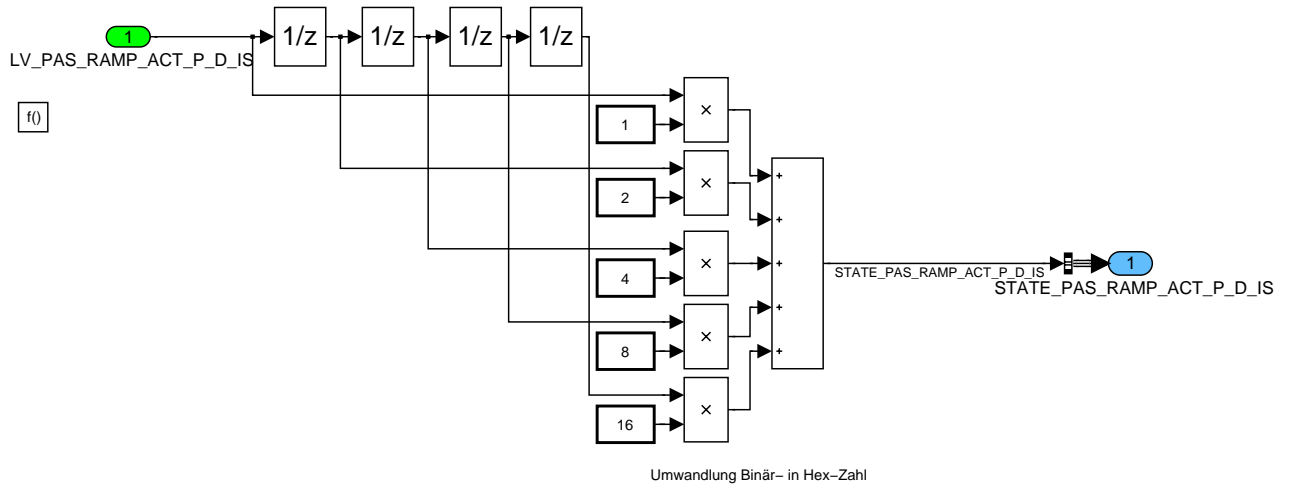 1
1/z
1/z
1/z
1/z
LV_PAS_RAMP_ACT_P_D_IS
f()
×
1
×
2
+
+
×
4
+
STATE_PAS_RAMP_ACT_P_D_IS
1
STATE_PAS_RAMP_ACT_P_D_IS
+
×
8
+
×
16
Umwandlung Binär− in Hex−Zahl